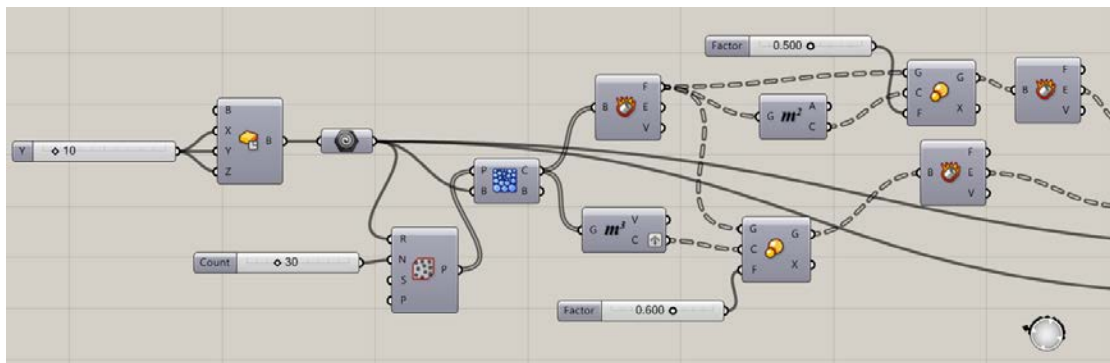 Y 10
B
X
Y
Z
B
Count 30
R
N
S
P
P
P
B
C
B
B
F
E
V
G m²
A
C
G m³
V
C
Factor 0.500
G
C
F
G
X
B
F
E
V
B
F
E
V
G
C
F
G
X
Factor 0.600